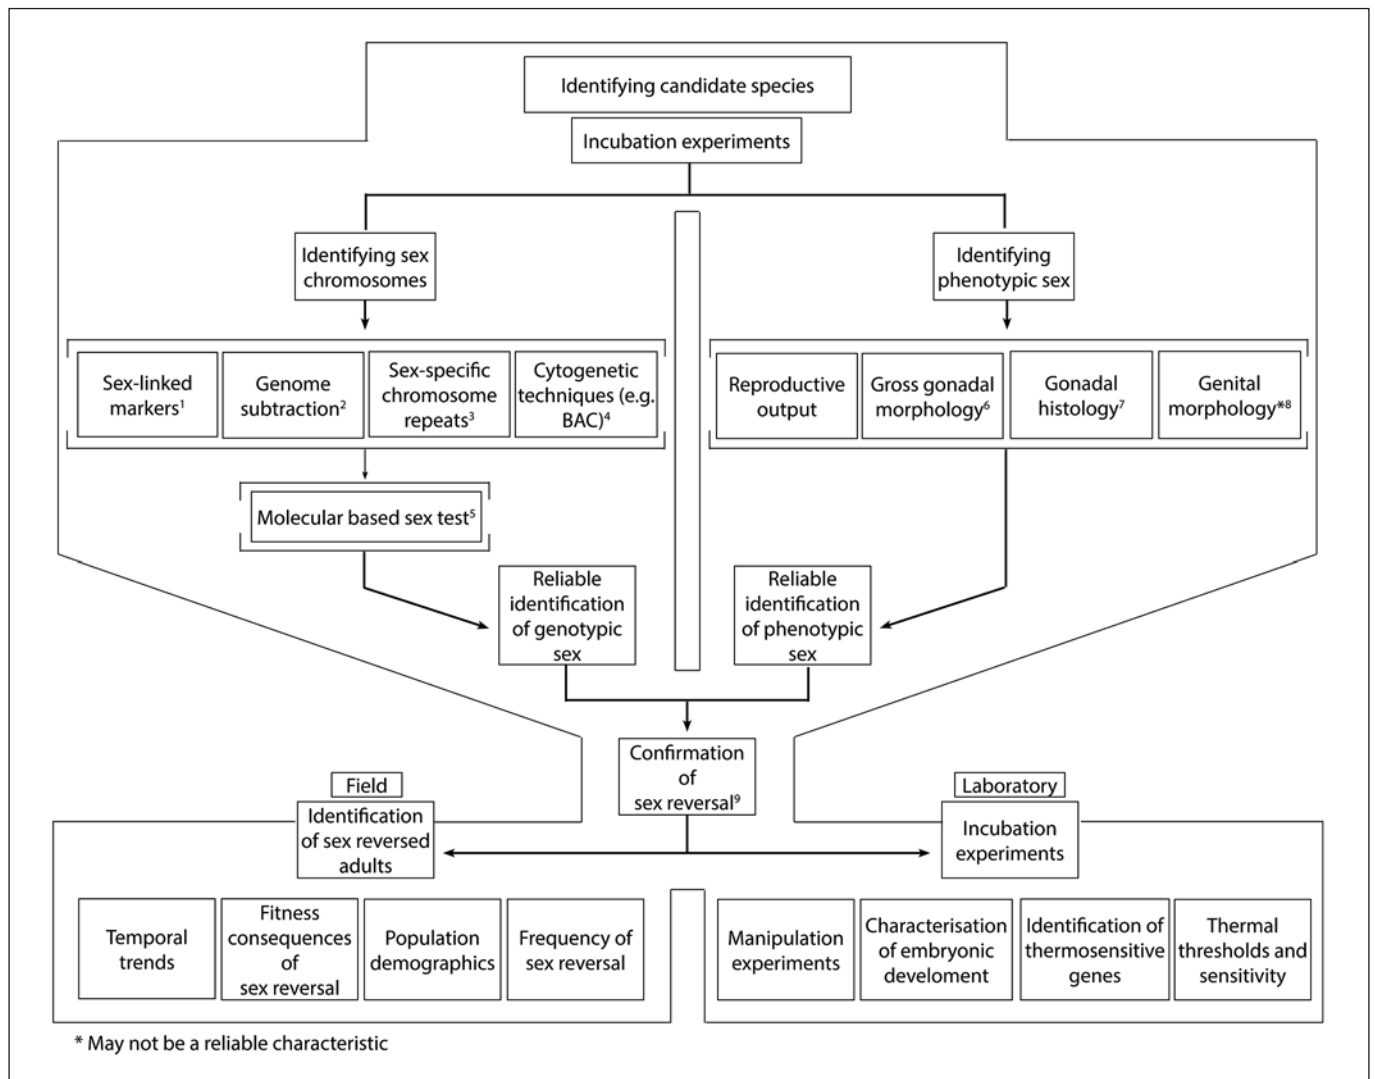 Identifying candidate species
Incubation experiments
Identifying sex
chromosomes
Identifying
phenotypic sex
Sex-linked
markers¹
Genome
subtraction²
Sex-specific
chromosome
repeats³
Cytogenetic
techniques (e.g.
BAC)⁴
Reproductive
output
Gross gonadal
morphology⁶
Gonadal
histology⁷
Genital
morphology*⁸
Molecular based sex test⁵
Reliable
identification
of genotypic
sex
Reliable
identification
of phenotypic
sex
Confirmation
of
sex reversal⁹
Field
Identification
of sex reversed
adults
Laboratory
Incubation
experiments
Temporal
trends
Fitness
consequences
of
sex reversal
Population
demographics
Frequency of
sex reversal
Manipulation
experiments
Characterisation
of embryonic
develoment
Identification of
thermosensitive
genes
Thermal
thresholds and
sensitivity
* May not be a reliable characteristic